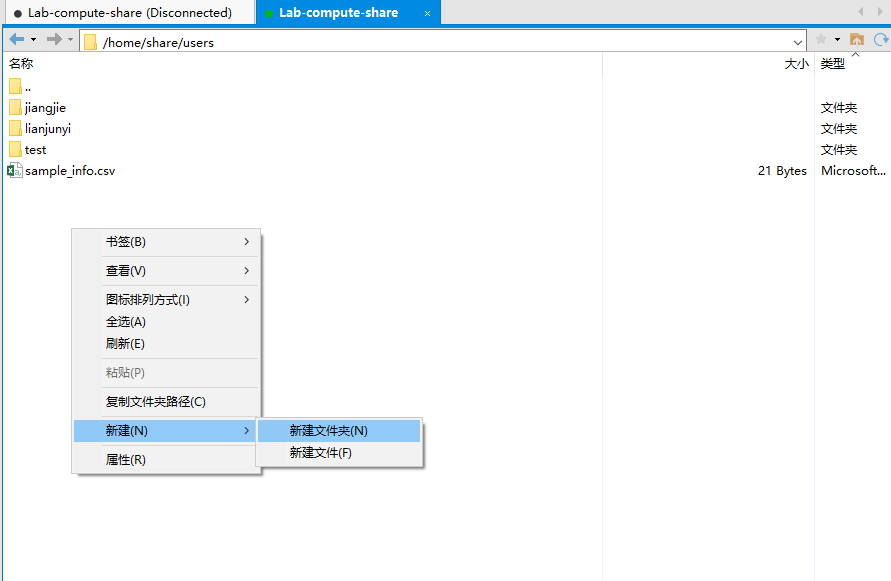 Lab-compute-share (Disconnected)
Lab-compute-share
/home/share/users
名称 大小 类型
..
jiangjie 文件夹
lianjunyi 文件夹
test 文件夹
sample_info.csv 21 Bytes Microsoft...
书签(B)
查看(V)
图标排列方式(I)
全选(A)
刷新(E)
粘贴(P)
复制文件夹路径(C)
新建(N)
新建文件夹(N)
新建文件(F)
属性(R)